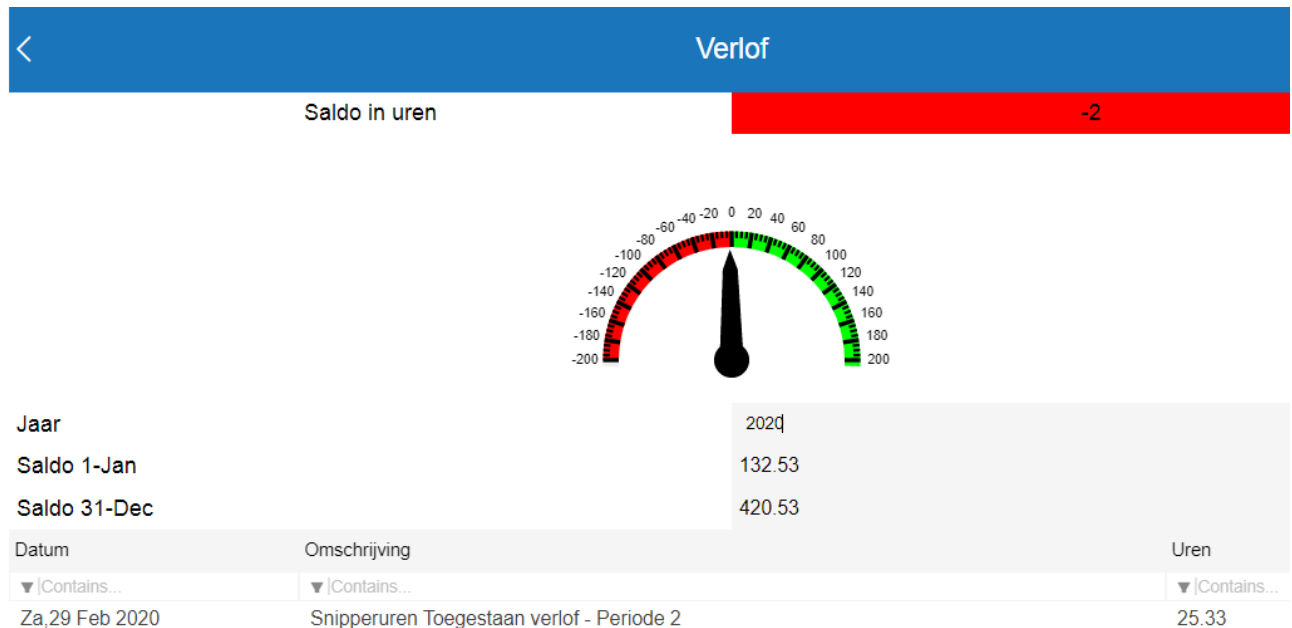 Verlof
Saldo in uren -2
-200 -180 -160 -140 -120 -100 -80 -60 -40 -20 0 20 40 60 80 100 120 140 160 180 200
Jaar 2020
Saldo 1-Jan 132.53
Saldo 31-Dec 420.53
Datum Omschrijving Uren
Contains... Contains... Contains...
Za,29 Feb 2020 Snipperuren Toegestaan verlof - Periode 2 25.33